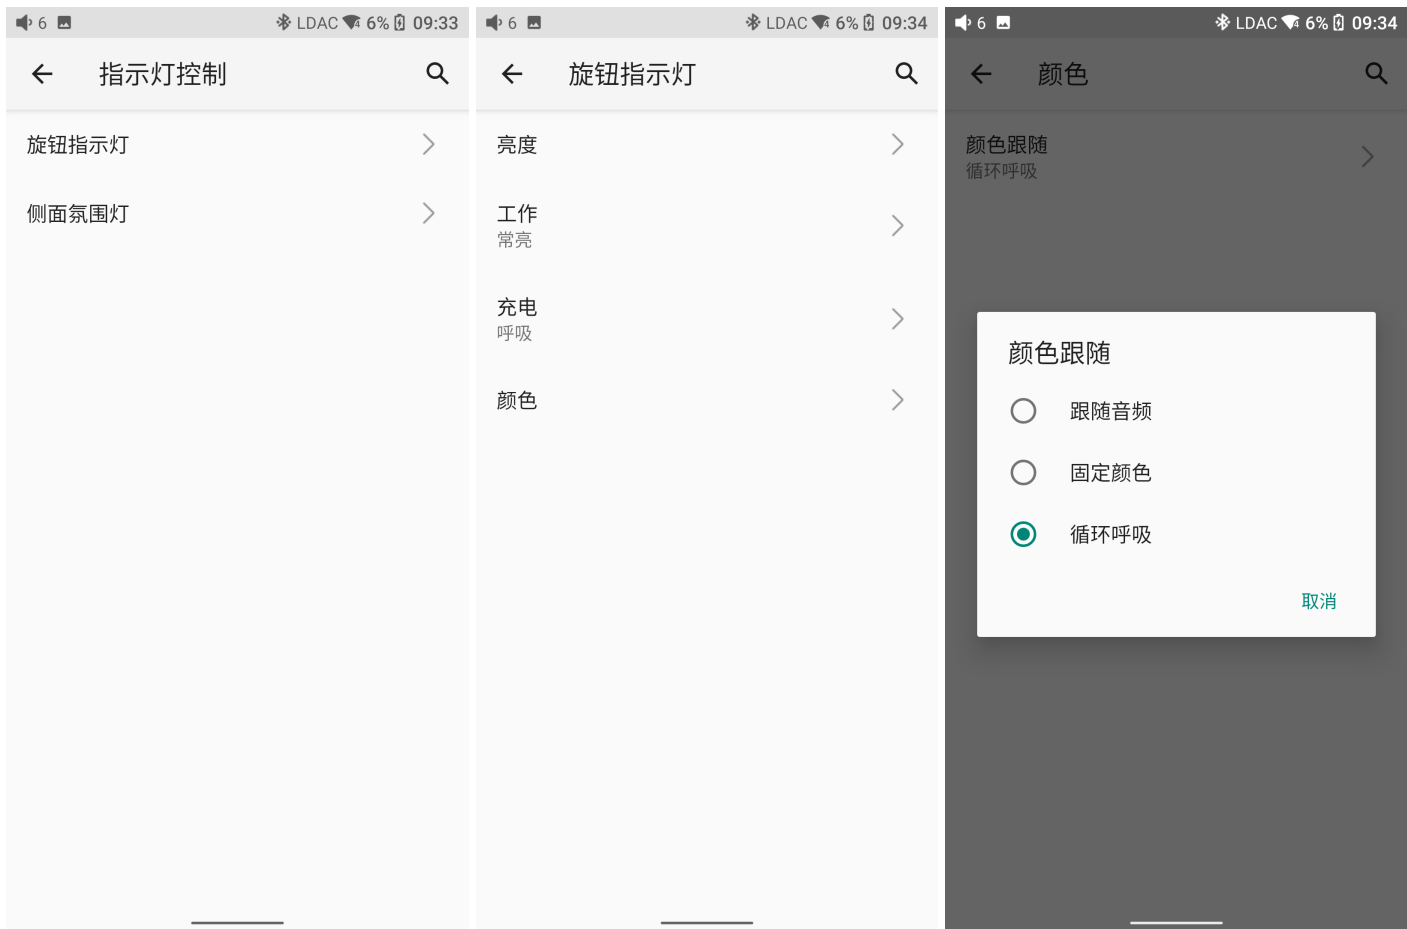 6 LDAC 6% 09:33
指示灯控制
旋钮指示灯
侧面氛围灯
6 LDAC 6% 09:34
旋钮指示灯
亮度
工作
常亮
充电
呼吸
颜色
6 LDAC 6% 09:34
颜色
颜色跟随
循环呼吸
颜色跟随
跟随音频
固定颜色
循环呼吸
取消